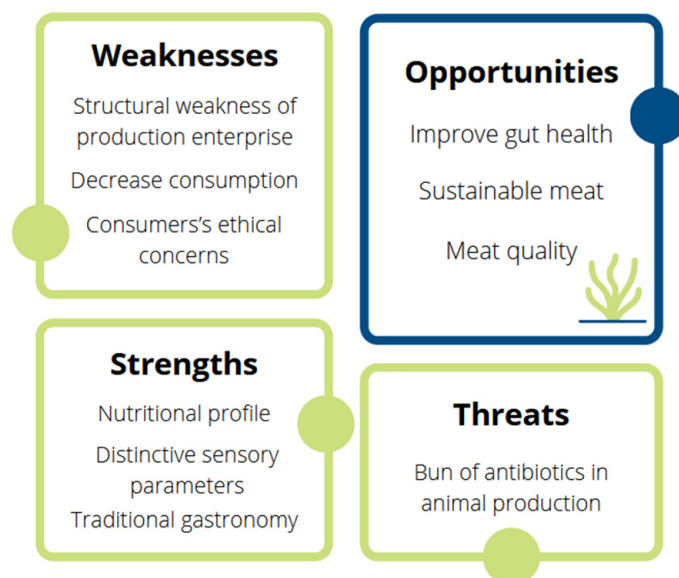 Weaknesses
Structural weakness of
production enterprise
Decrease consumption
Consumers's ethical
concerns
Opportunities
Improve gut health
Sustainable meat
Meat quality
Strengths
Nutritional profile
Distinctive sensory
parameters
Traditional gastronomy
Threats
Bun of antibiotics in
animal production